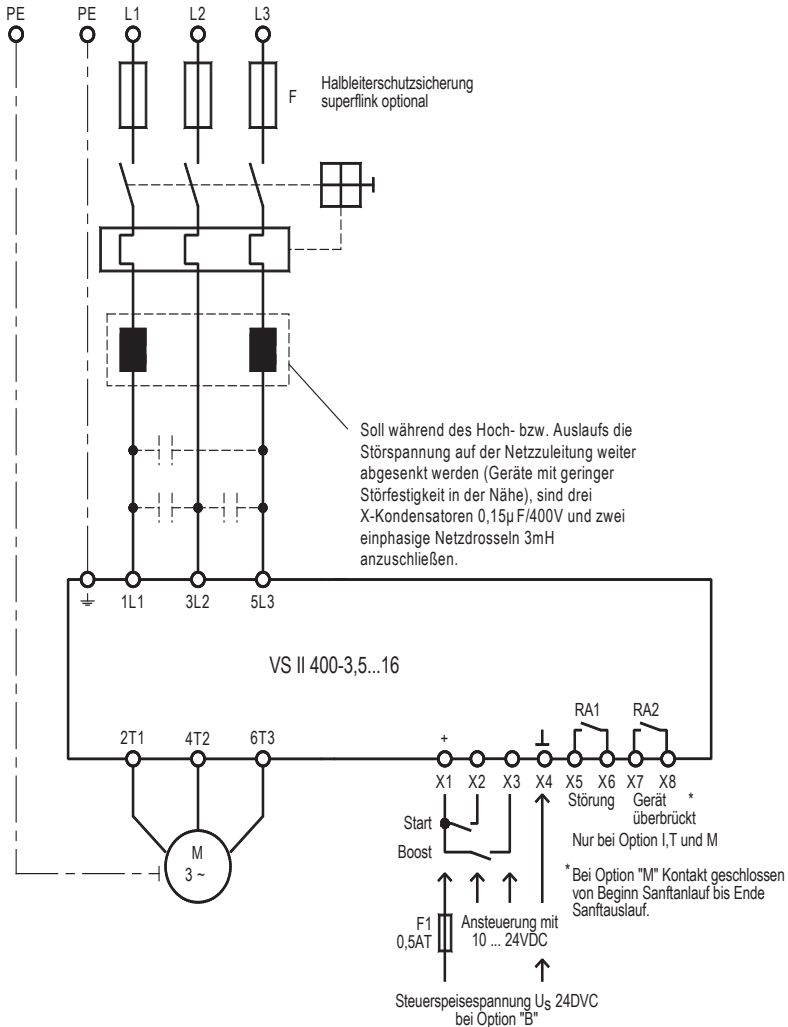 PE PE L1 L2 L3
F
Halbleiterschutzsicherung
superflink optional
Soll während des Hoch- bzw. Auslaufs die
Störspannung auf der Netzzuleitung weiter
abgesenkt werden (Geräte mit geringer
Störfestigkeit in der Nähe), sind drei
X-Kondensatoren 0,15µF/400V und zwei
einphasige Netzdrosseln 3mH
anzuschließen.
1L1 3L2 5L3
VS II 400-3,5...16
RA1 RA2
2T1 4T2 6T3 +
X1 X2 X3 X4 X5 X6 X7 X8
Störung
Gerät *
überbrückt
Nur bei Option I,T und M
* Bei Option "M" Kontakt geschlossen
von Beginn Sanftanlauf bis Ende
Sanftauslauf.
Start
Boost
M
3 ~
F1
0,5AT
Ansteuerung mit
10 ... 24VDC
Steuerspeisespannung US 24DVC
bei Option "B"